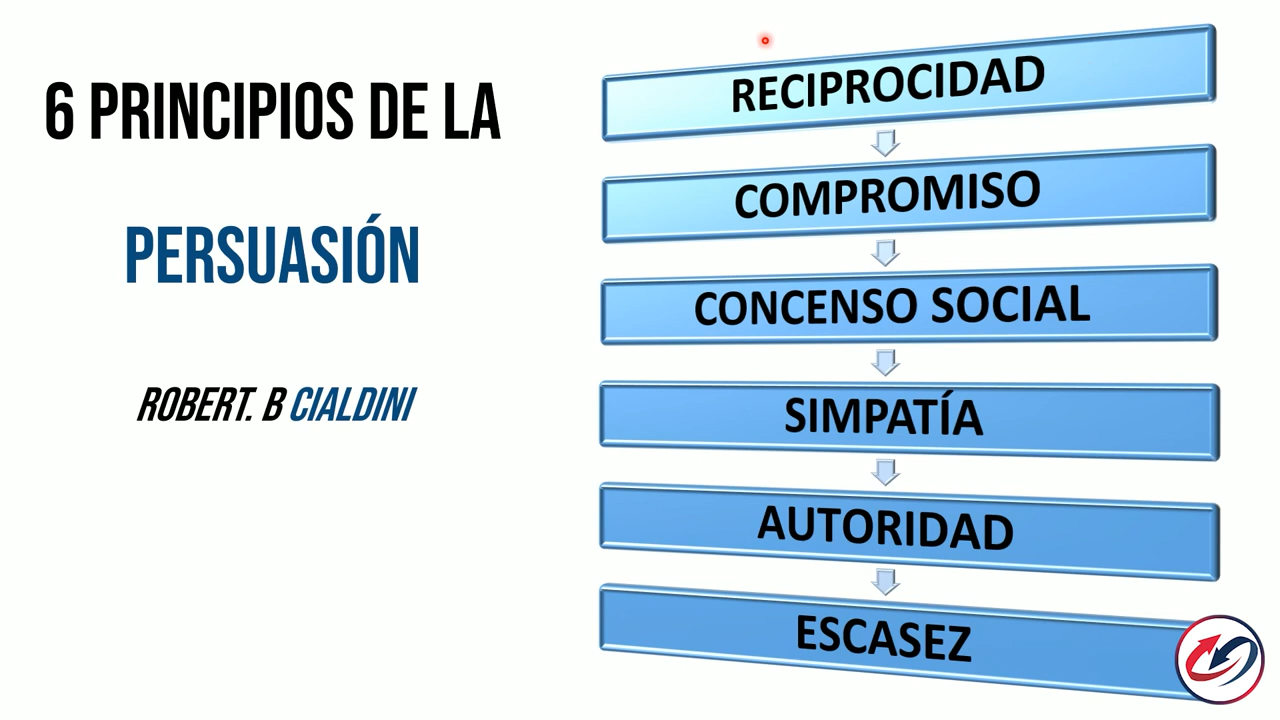 6 PRINCIPIOS DE LA
PERSUASIÓN
ROBERT. B CIALDINI
RECIPROCIDAD
COMPROMISO
CONCENSO SOCIAL
SIMPATÍA
AUTORIDAD
ESCASEZ